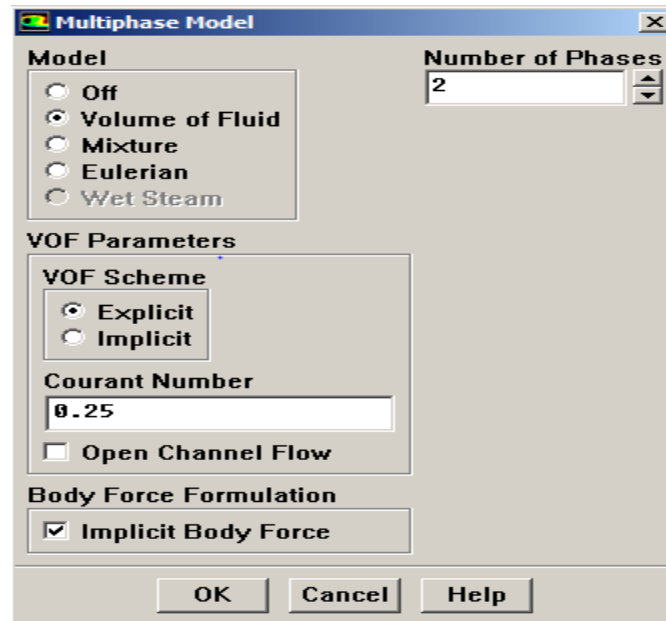 Multiphase Model
Model
Off
Volume of Fluid
Mixture
Eulerian
Wet Steam
Number of Phases
2
VOF Parameters
VOF Scheme
Explicit
Implicit
Courant Number
0.25
Open Channel Flow
Body Force Formulation
Implicit Body Force
OK Cancel Help